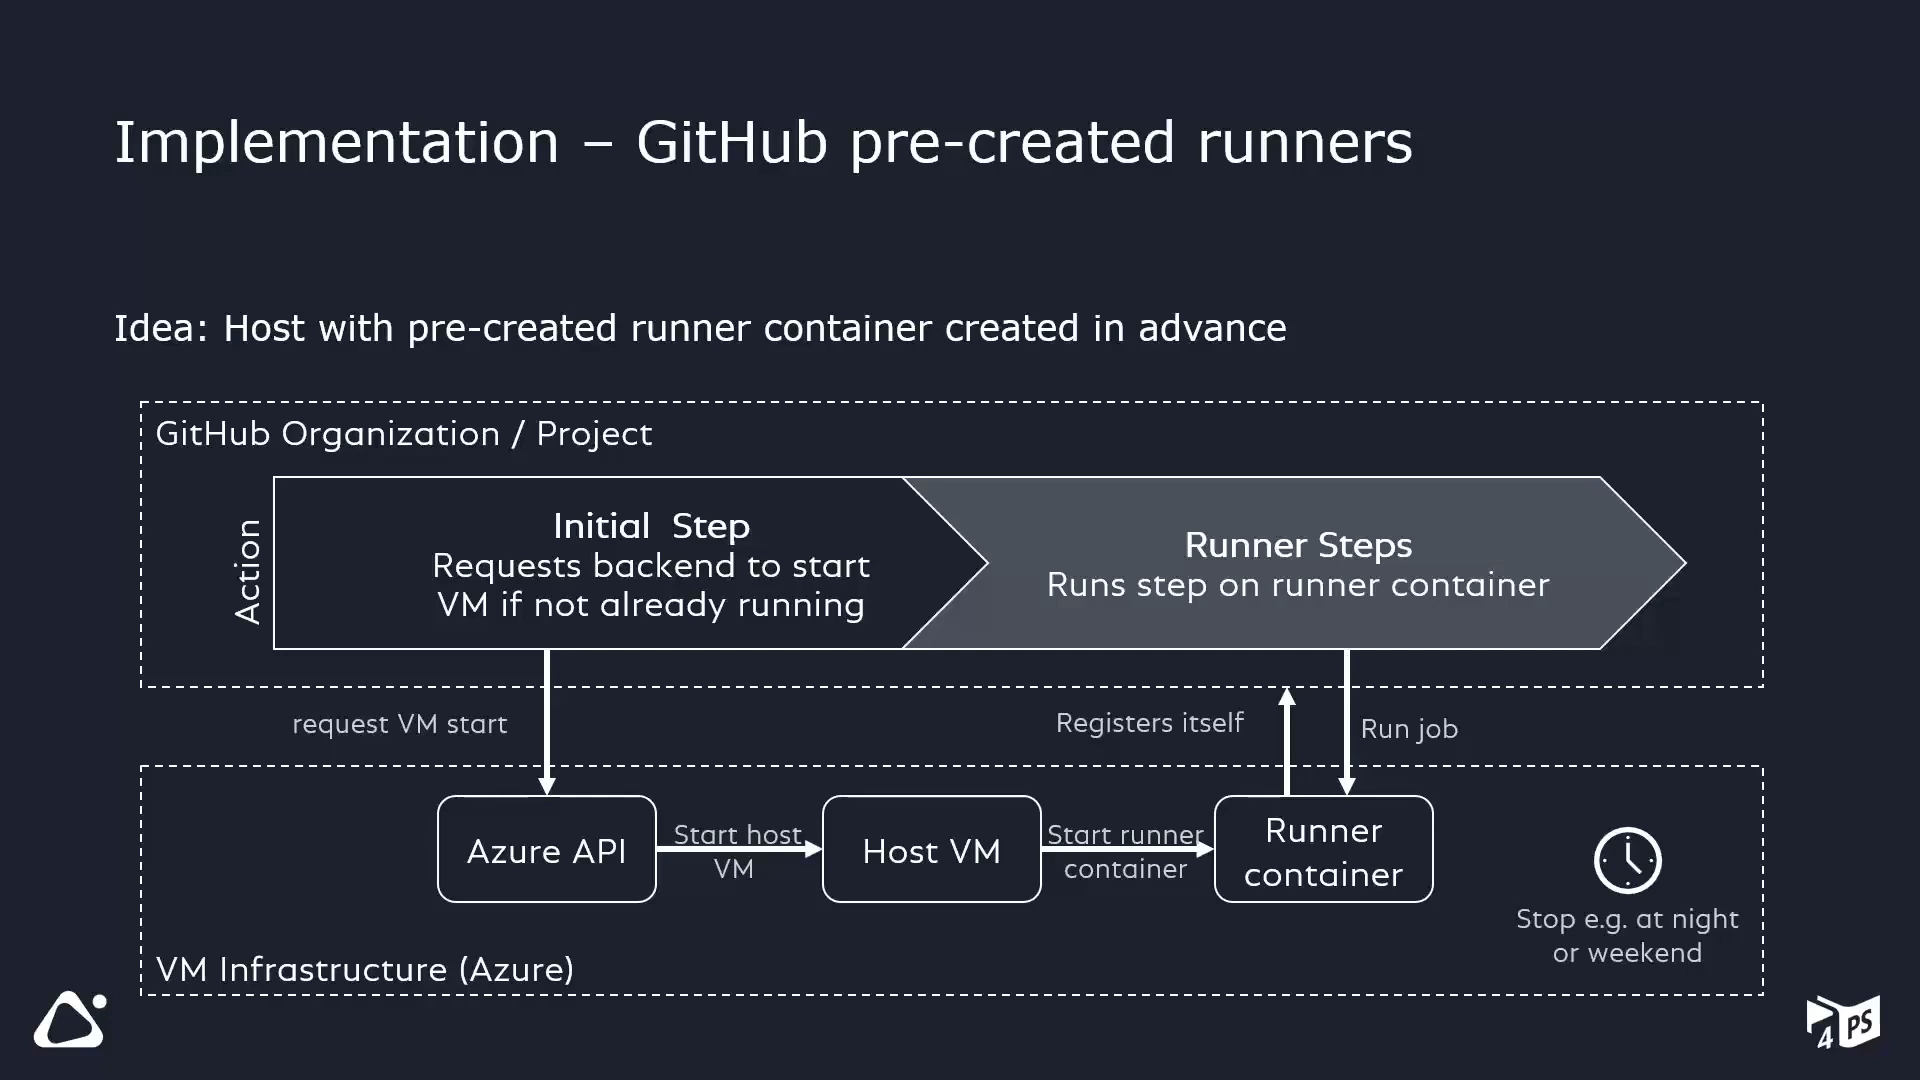 Implementation – GitHub pre-created runners
Idea: Host with pre-created runner container created in advance
GitHub Organization / Project
Action
Initial  Step
Requests backend to start
VM if not already running
Runner Steps
Runs step on runner container
request VM start
Registers itself
Run job
Azure API
Start host
VM
Host VM
Start runner
container
Runner
container
Stop e.g. at night
or weekend
VM Infrastructure (Azure)
4PS